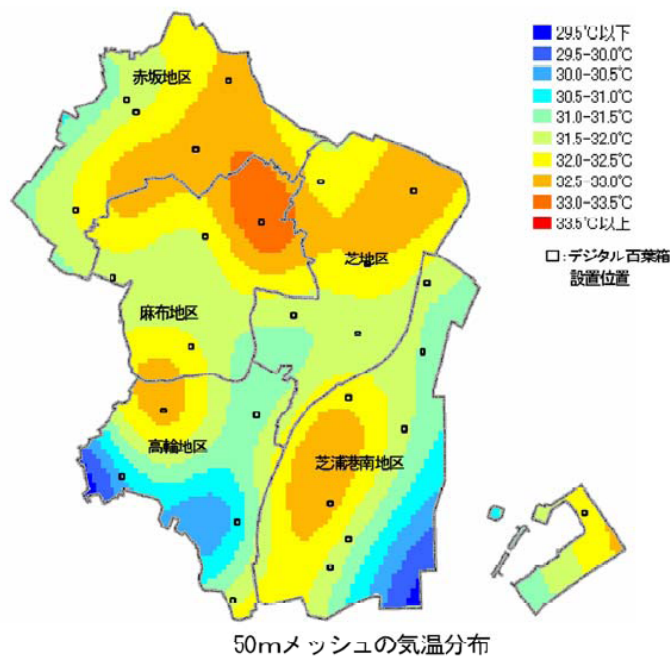 29.5℃以下
29.5-30.0℃
30.0-30.5℃
30.5-31.0℃
31.0-31.5℃
31.5-32.0℃
32.0-32.5℃
32.5-33.0℃
33.0-33.5℃
33.5℃以上
□:デジタル百葉箱
設置位置
赤坂地区
芝地区
麻布地区
高輪地区
芝浦港南地区
50mメッシュの気温分布